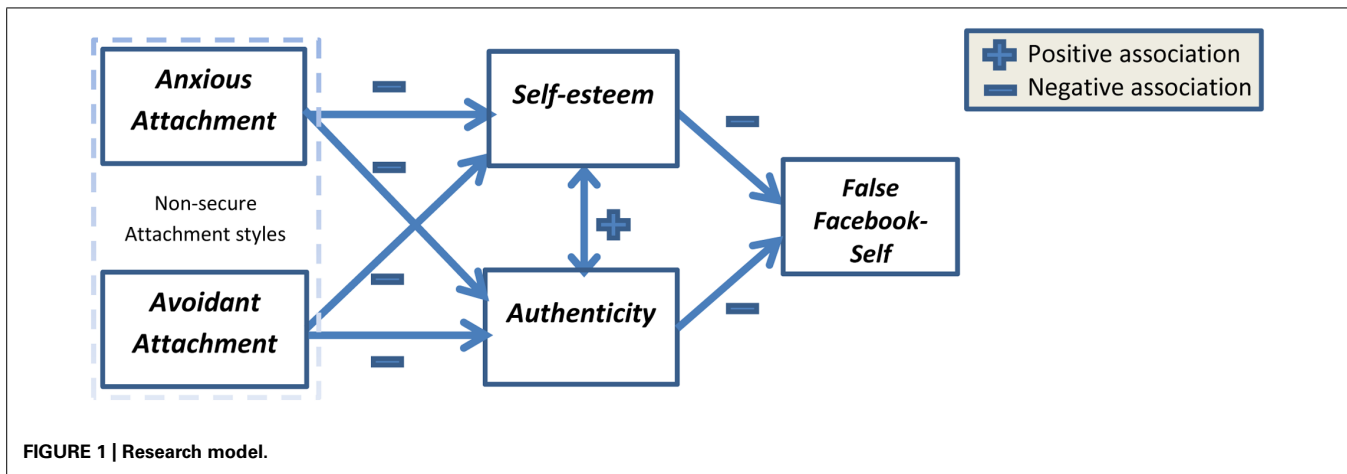 Anxious
Attachment
Non-secure
Attachment styles
Avoidant
Attachment
Self-esteem
Authenticity
False
Facebook-
Self
Positive association
Negative association
FIGURE 1 | Research model.